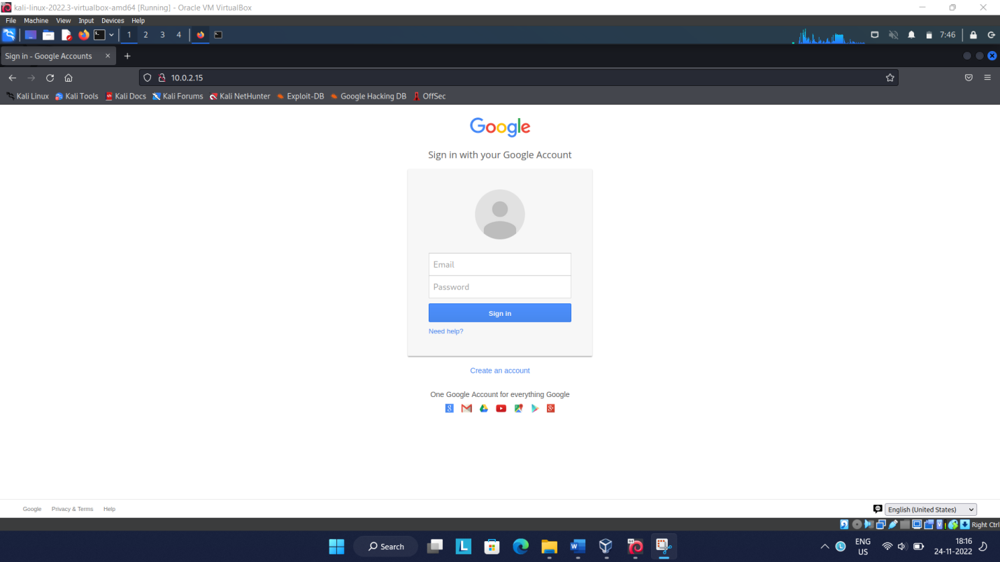 kali-linux-2022.3-virtualbox-amd64 [Running] - Oracle VM VirtualBox
File Machine View Input Devices Help
1 2 3 4 7:46
Sign in - Google Accounts
10.0.2.15
Kali Linux Kali Tools Kali Docs Kali Forums Kali NetHunter Exploit-DB Google Hacking DB OffSec
Google
Sign in with your Google Account
Email
Password
Sign in
Need help?
Create an account
One Google Account for everything Google
Google Privacy & Terms Help English (United States)
Right Ctrl
Search ENG 18:16
US 24-11-2022